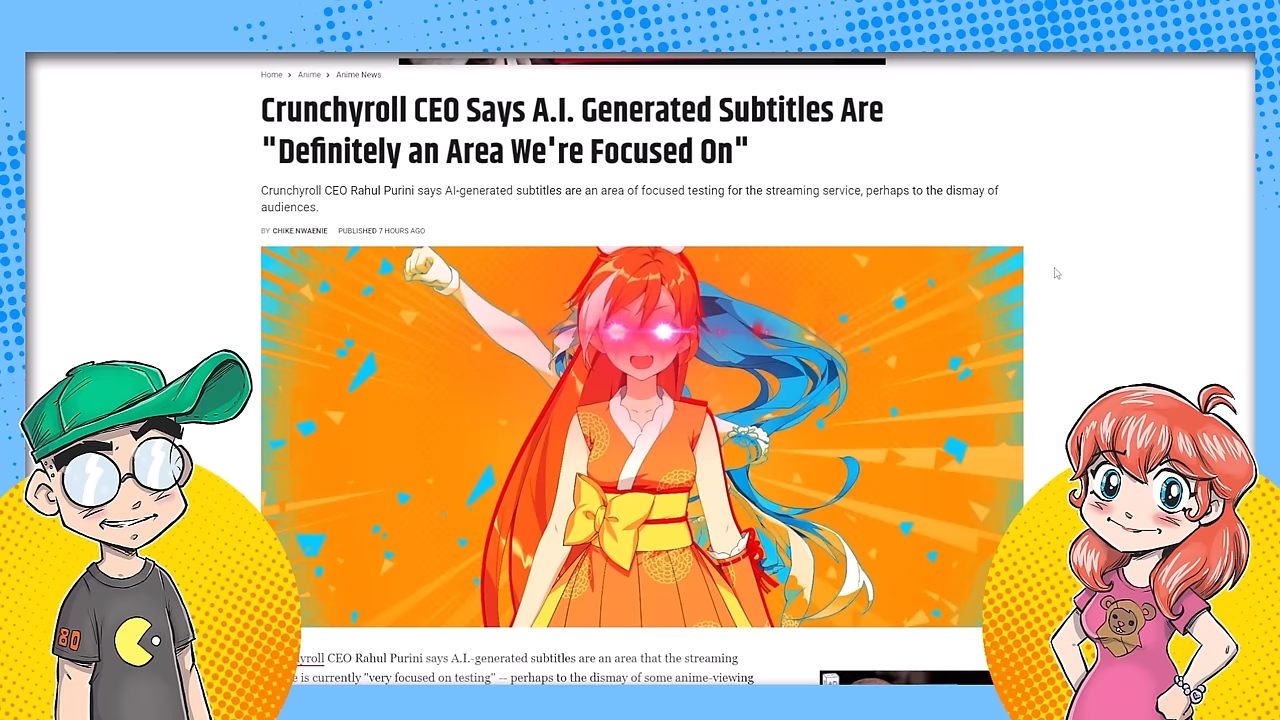 Home > Anime > Anime News
Crunchyroll CEO Says A.I. Generated Subtitles Are
"Definitely an Area We're Focused On"
Crunchyroll CEO Rahul Purini says AI-generated subtitles are an area of focused testing for the streaming service, perhaps to the dismay of
audiences.
BY CHIKE NWAENIE PUBLISHED 7 HOURS AGO
80
yroll CEO Rahul Purini says A.I.-generated subtitles are an area that the streaming
is currently "very focused on testing" -- perhaps to the dismay of some anime-viewing